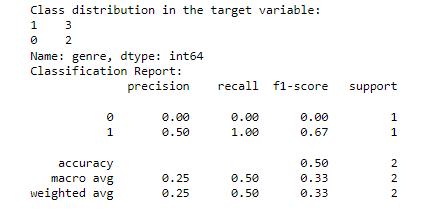 Class distribution in the target variable:
1    3
0    2
Name: genre, dtype: int64
Classification Report:
              precision    recall  f1-score   support

           0       0.00      0.00      0.00         1
           1       0.50      1.00      0.67         1

    accuracy                           0.50         2
   macro avg       0.25      0.50      0.33         2
weighted avg       0.25      0.50      0.33         2